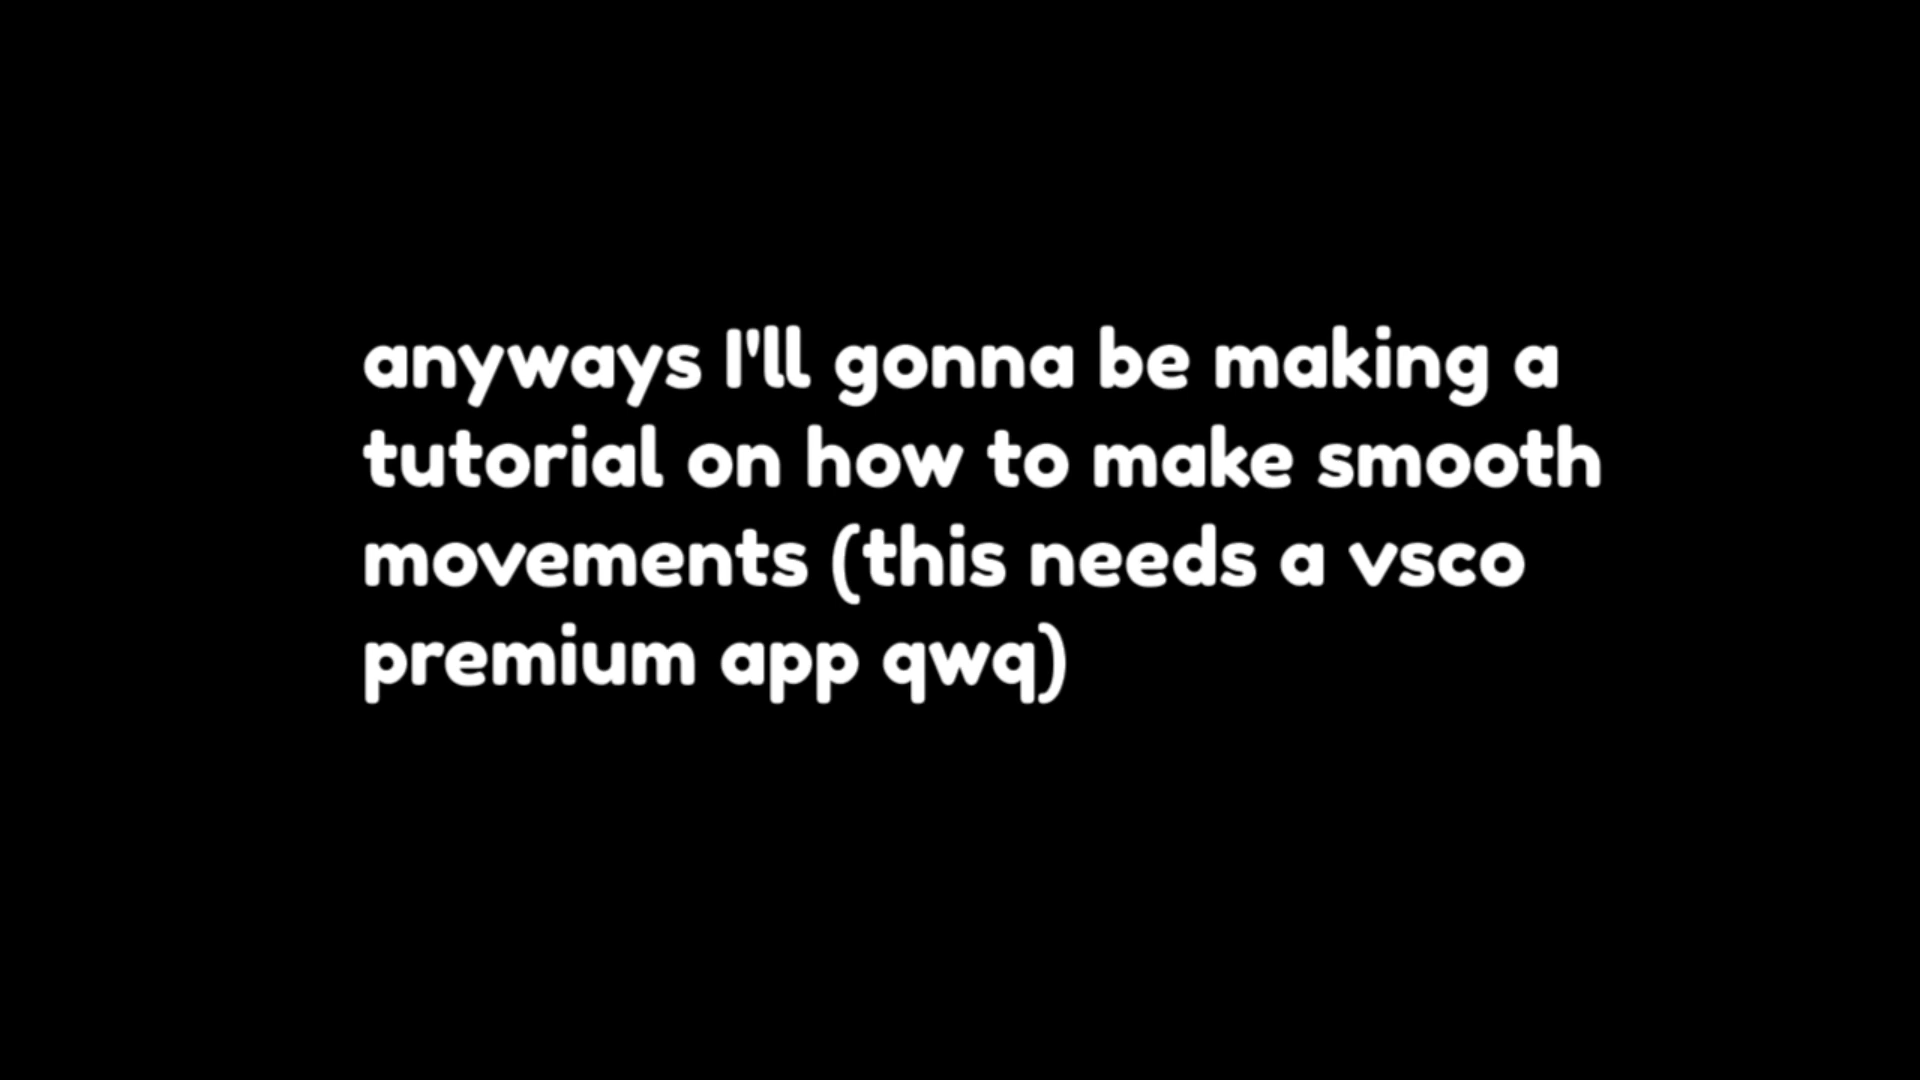 anyways I'll gonna be making a
tutorial on how to make smooth
movements (this needs a vsco
premium app qwq)